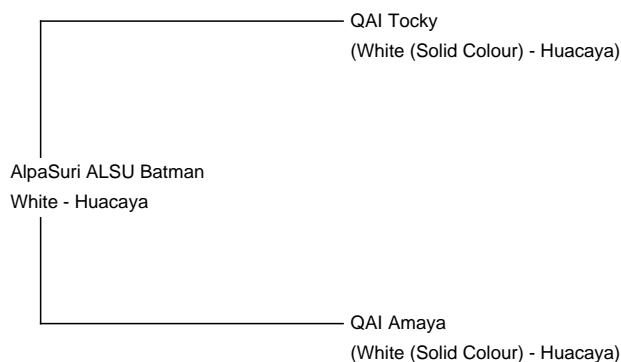 QAI Tocky
(White (Solid Colour) - Huacaya)
AlpaSuri ALSU Batman
White - Huacaya
QAI Amaya
(White (Solid Colour) - Huacaya)